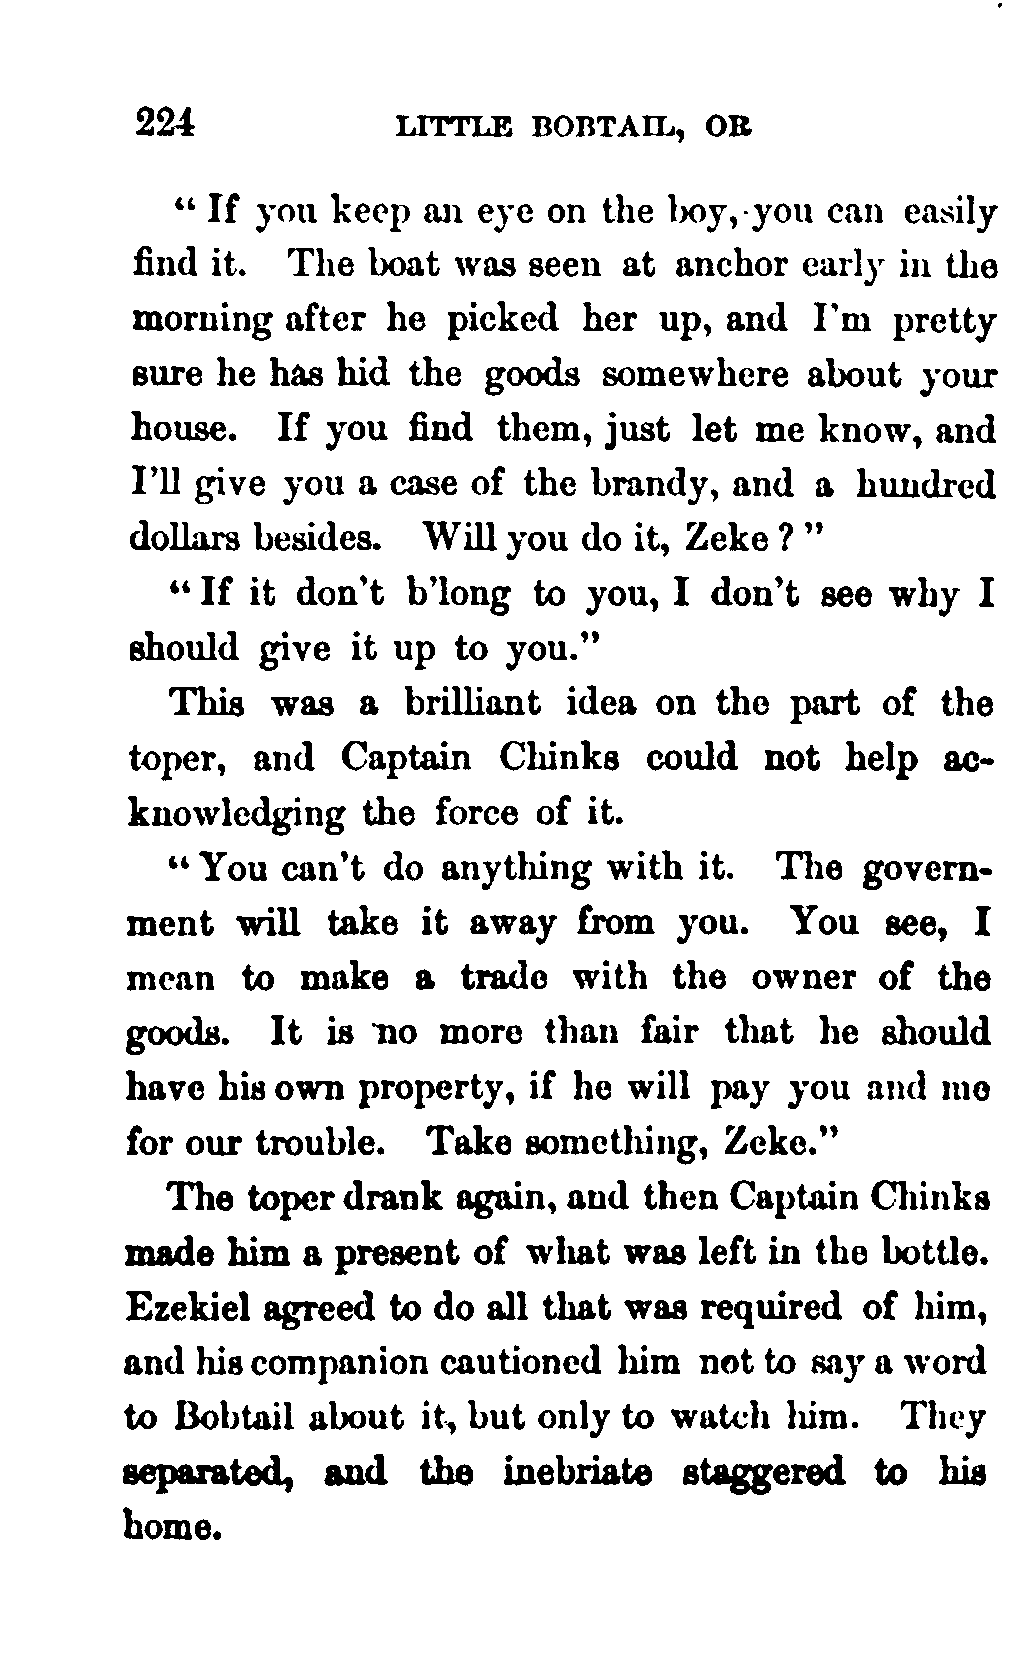 224 LITTLE BOBTAIL, OR
“ If you keep an eye on the boy, you can easily
find it. The boat was seen at anchor early in the
morning after he picked her up, and I'm pretty
sure he has hid the goods somewhere about your
house. If you find them, just let me know, and
I'll give you a case of the brandy, and a hundred
dollars besides. Will you do it, Zeke ? ”
“ If it don't b'long to you, I don't see why I
should give it up to you.”
This was a brilliant idea on the part of the
toper, and Captain Chinks could not help ac-
knowledging the force of it.
“ You can't do anything with it. The govern-
ment will take it away from you. You see, I
mean to make a trade with the owner of the
goods. It is no more than fair that he should
have his own property, if he will pay you and me
for our trouble. Take something, Zeke.”
The toper drank again, and then Captain Chinks
made him a present of what was left in the bottle.
Ezekiel agreed to do all that was required of him,
and his companion cautioned him not to say a word
to Bobtail about it, but only to watch him. They
separated, and the inebriate staggered to his
home.